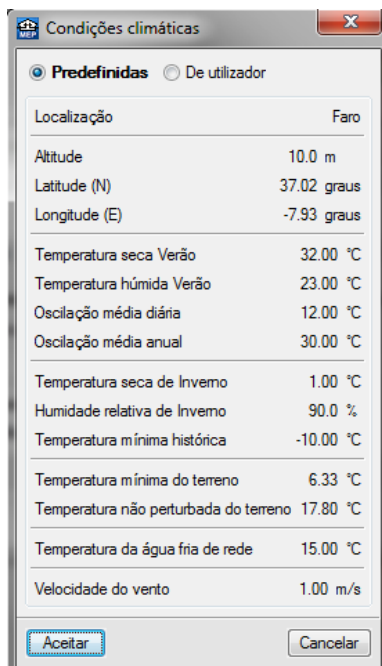 MEP
Condições climáticas
x
Predefinidas De utilizador
Localização Faro
Altitude 10.0 m
Latitude (N) 37.02 graus
Longitude (E) -7.93 graus
Temperatura seca Verão 32.00 °C
Temperatura húmida Verão 23.00 °C
Oscilação média diária 12.00 °C
Oscilação média anual 30.00 °C
Temperatura seca de Inverno 1.00 °C
Humidade relativa de Inverno 90.0 %
Temperatura mínima histórica -10.00 °C
Temperatura mínima do terreno 6.33 °C
Temperatura não perturbada do terreno 17.80 °C
Temperatura da água fria de rede 15.00 °C
Velocidade do vento 1.00 m/s
Aceitar Cancelar